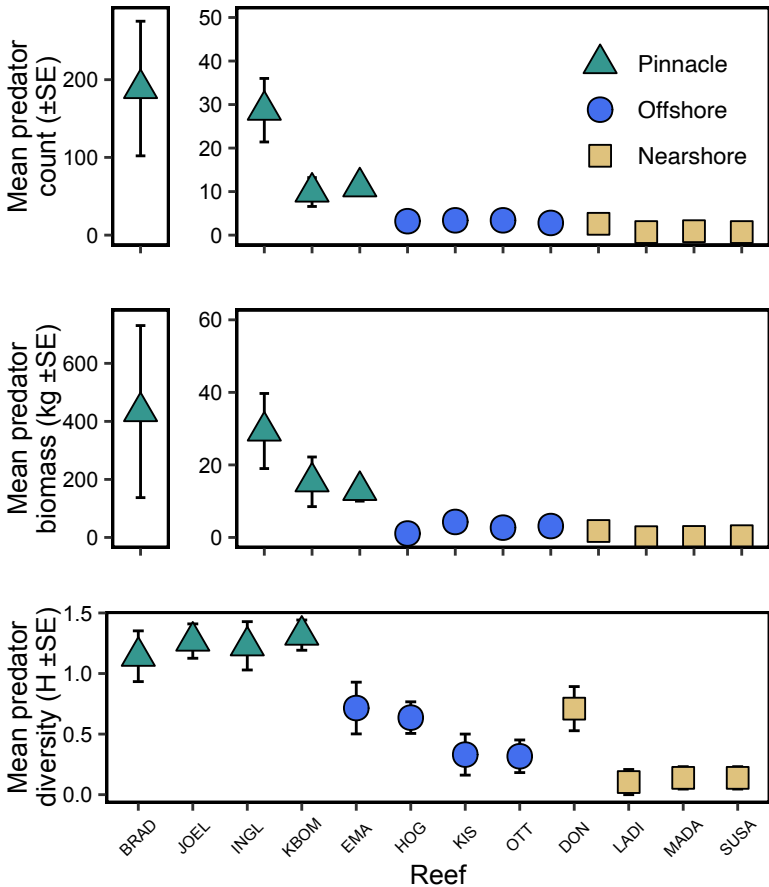 Mean predator
count (±SE)
200
100
0
50
40
30
20
10
0
Pinnacle
Offshore
Nearshore
Mean predator
biomass (kg ±SE)
600
400
200
0
60
40
20
0
Mean predator
diversity (H ±SE)
1.5
1.0
0.5
0.0
BRAD
JOEL
INGL
KBOM
EMA
HOG
KIS
OTT
DON
LADI
MADA
SUSA
Reef